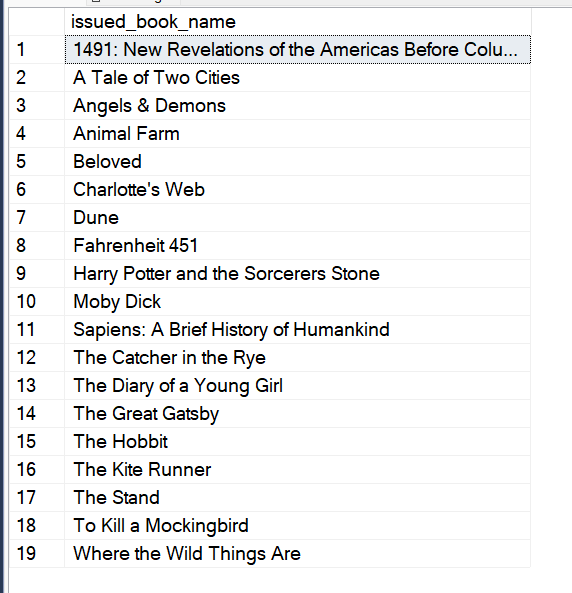 issued_book_name
1 1491: New Revelations of the Americas Before Colu...
2 A Tale of Two Cities
3 Angels & Demons
4 Animal Farm
5 Beloved
6 Charlotte's Web
7 Dune
8 Fahrenheit 451
9 Harry Potter and the Sorcerers Stone
10 Moby Dick
11 Sapiens: A Brief History of Humankind
12 The Catcher in the Rye
13 The Diary of a Young Girl
14 The Great Gatsby
15 The Hobbit
16 The Kite Runner
17 The Stand
18 To Kill a Mockingbird
19 Where the Wild Things Are